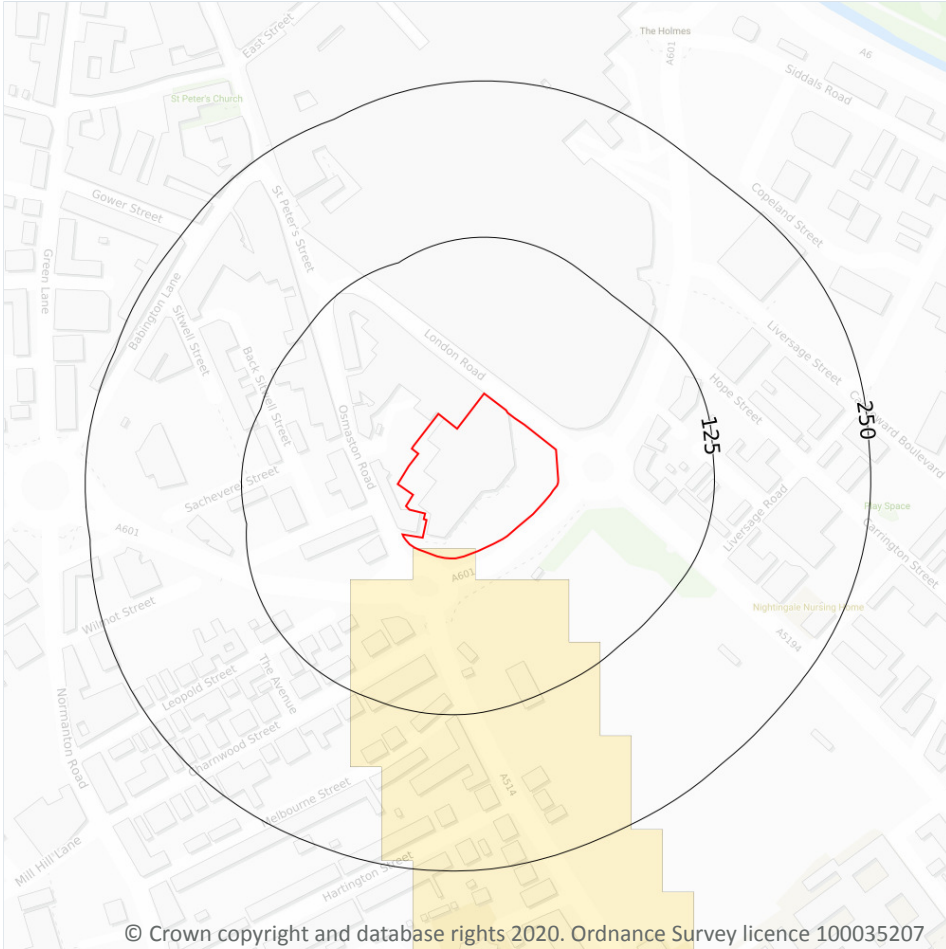 The Holmes
A601
A6
East Street
Siddals Road
St Peter's Church
Gower Street
St Peter's Street
Copeland Street
Green Lane
Babington Lane
Sitwell Street
London Road
Liversage Street
Back Sitwell Street
Hope Street
Osmaston Road
125
250
Sacheverel Street
Liversage Road
Play Space
A601
Carrington Street
A601
Wilmot Street
Nightingale Nursing Home
A5194
Leopold Street
The Avenue
Normanton Road
Charnwood Street
A514
Melbourne Street
Mill Hill Lane
Hartington Street
© Crown copyright and database rights 2020. Ordnance Survey licence 100035207